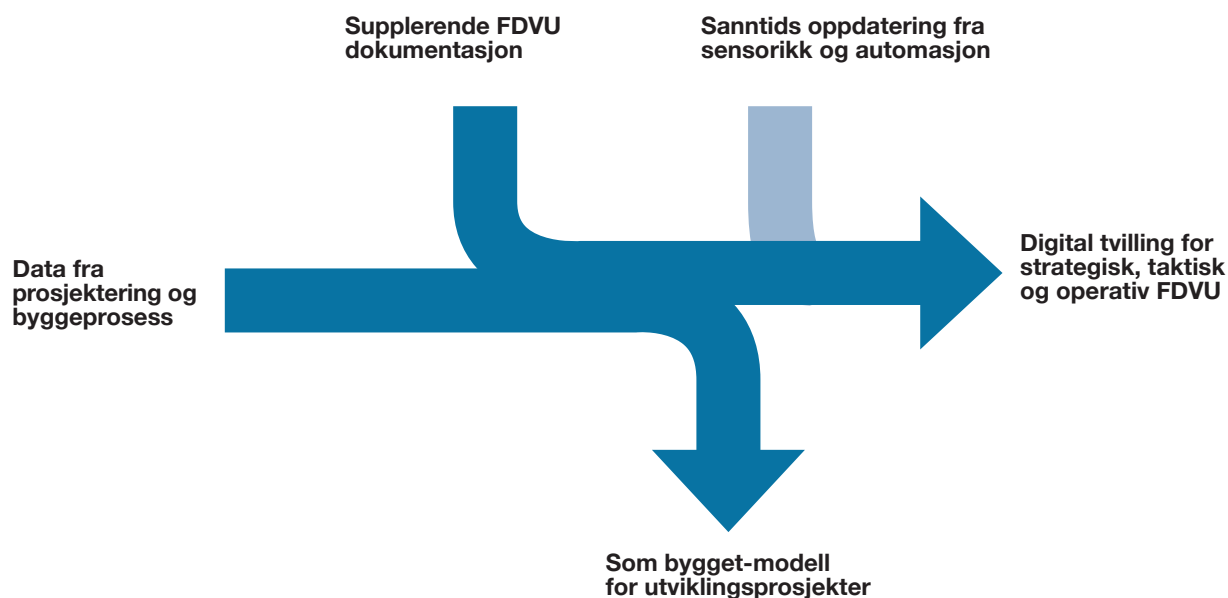 Supplerende FDVU
dokumentasjon
Sanntids oppdatering fra
sensorikk og automasjon
Data fra
prosjektering og
byggeprosess
Digital tvilling for
strategisk, taktisk
og operativ FDVU
Som bygget-modell
for utviklingsprosjekter